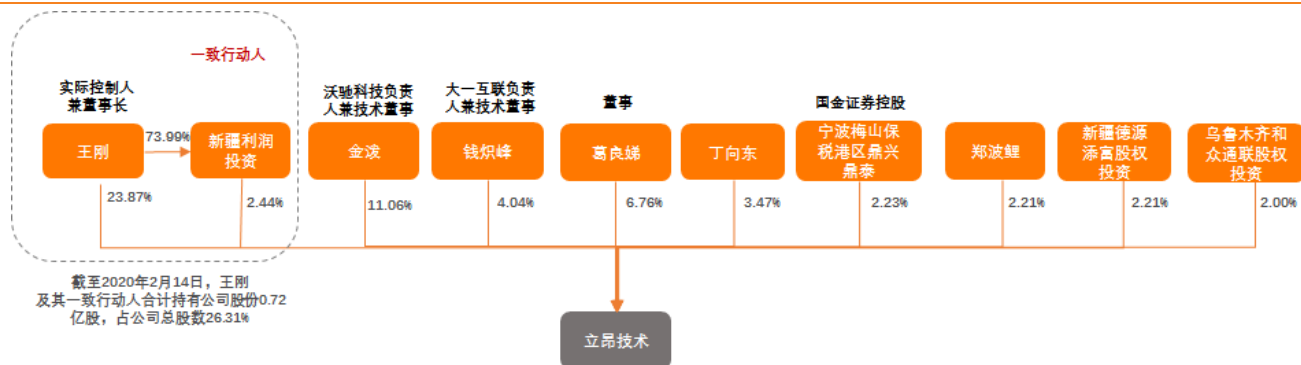 一致行动人
实际控制人
兼董事长
沃驰科技负责
人兼技术董事
大一互联负责
人兼技术董事
董事
国金证券控股
王刚
73.99%
新疆利润
投资
金泼
钱炽峰
葛良娣
丁向东
宁波梅山保
税港区鼎兴
鼎泰
郑波鲤
新疆德源
添富股权
投资
乌鲁木齐和
众通联股权
投资
23.87%
2.44%
11.06%
4.04%
6.76%
3.47%
2.23%
2.21%
2.21%
2.00%
截至2020年2月14日，王刚
及其一致行动人合计持有公司股份0.72
亿股，占公司总股数26.31%
立昂技术